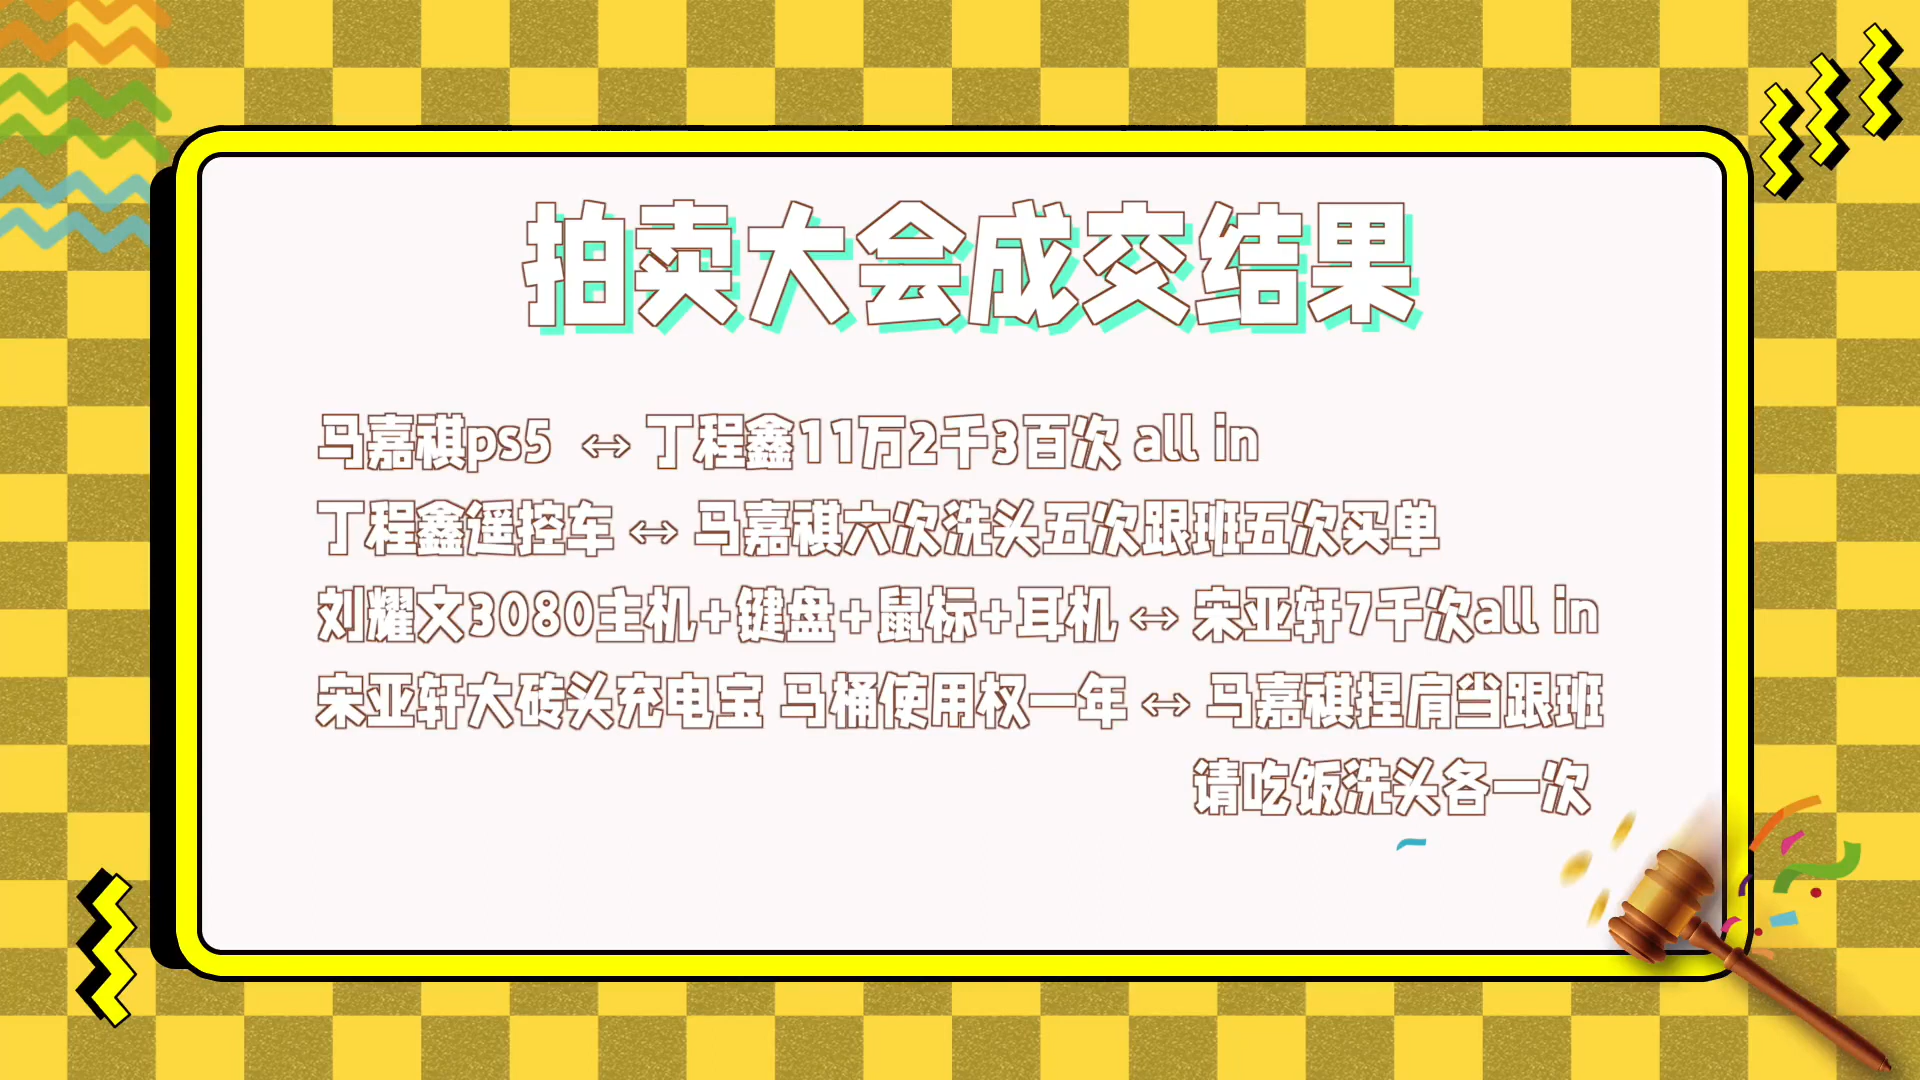 拍卖大会成交结果
马嘉祺ps5 ↔ 丁程鑫11万2千3百次 all in
丁程鑫遥控车 ↔ 马嘉祺六次洗头五次跟班五次买单
刘耀文3080主机+键盘+鼠标+耳机 ↔ 宋亚轩7千次all in
宋亚轩大砖头充电宝 马桶使用权一年 ↔ 马嘉祺捏肩当跟班
请吃饭洗头各一次